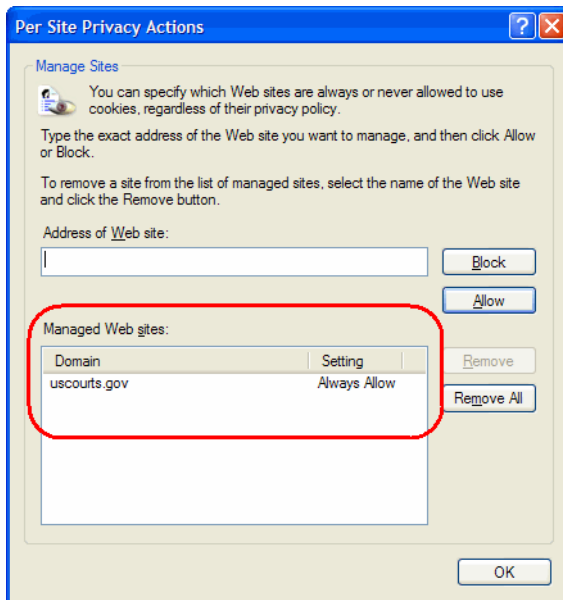 Per Site Privacy Actions
Manage Sites
You can specify which Web sites are always or never allowed to use
cookies, regardless of their privacy policy.
Type the exact address of the Web site you want to manage, and then click Allow
or Block.
To remove a site from the list of managed sites, select the name of the Web site
and click the Remove button.
Address of Web site:
Block
Allow
Managed Web sites:
Domain Setting
Remove
uscourts.gov Always Allow
Remove All
OK